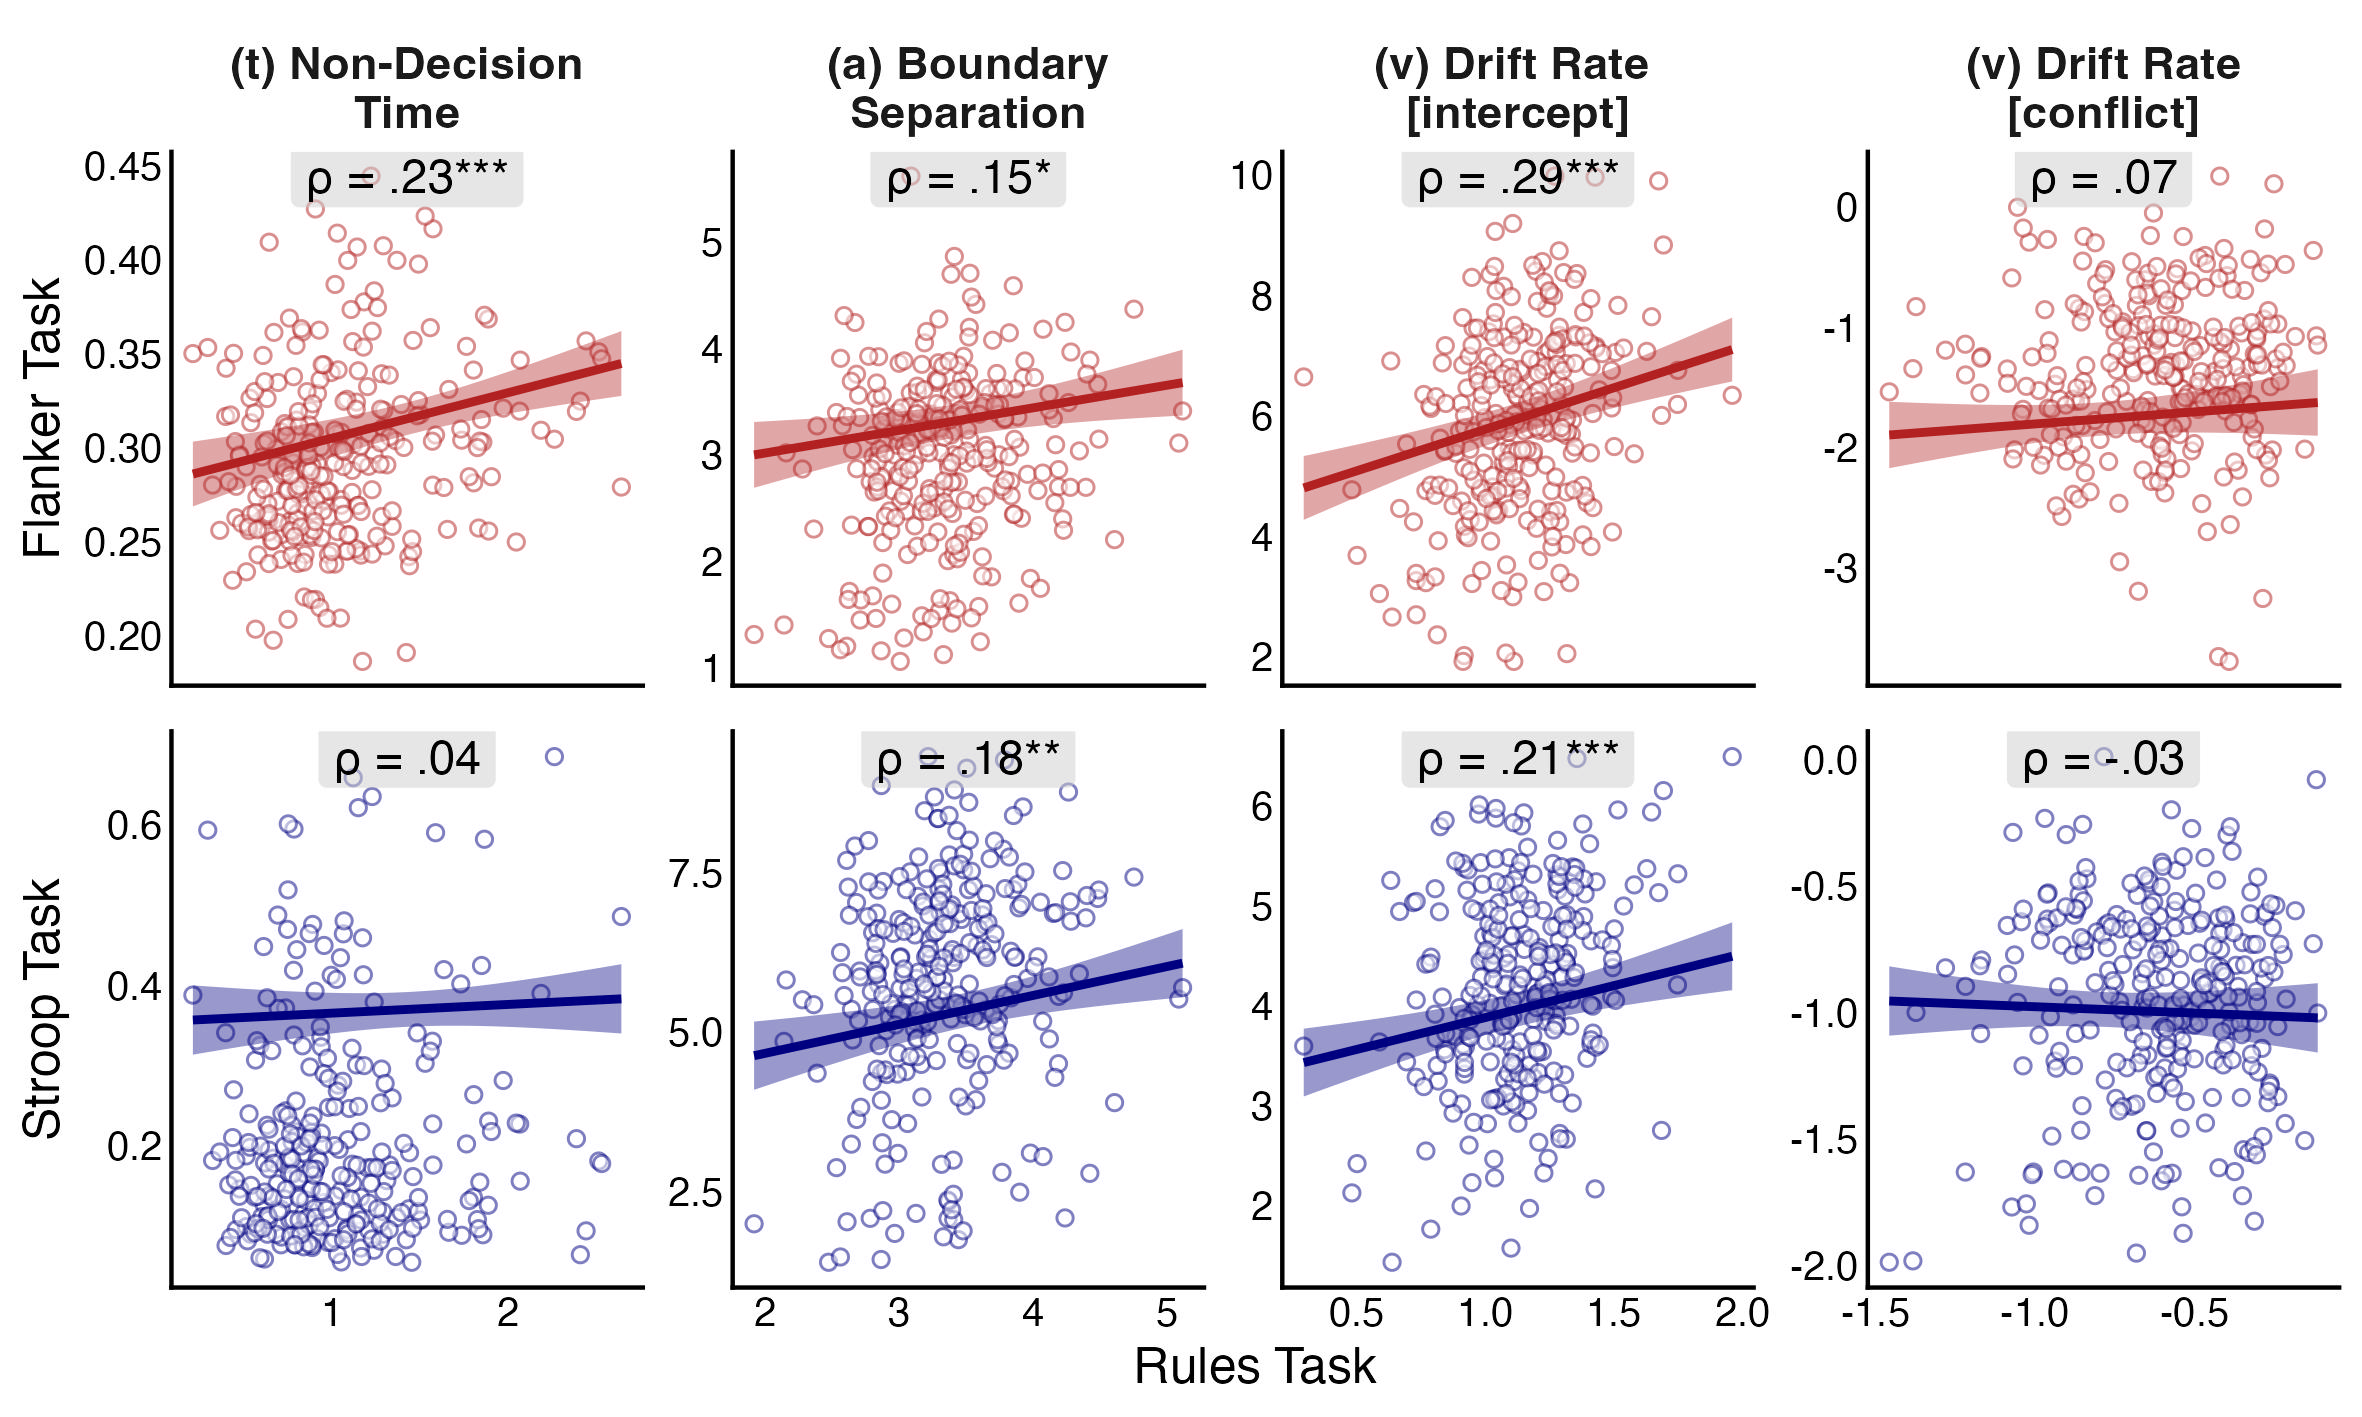 (t) Non-Decision
Time
(a) Boundary
Separation
(v) Drift Rate
[intercept]
(v) Drift Rate
[conflict]
Flanker Task
0.45
0.40
0.35
0.30
0.25
0.20
ρ = .23***
5
4
3
2
1
ρ = .15*
10
8
6
4
2
ρ = .29***
0
-1
-2
-3
ρ = .07
Stroop Task
0.6
0.4
0.2
ρ = .04
7.5
5.0
2.5
ρ = .18**
6
5
4
3
2
ρ = .21***
0.0
-0.5
-1.0
-1.5
-2.0
ρ = -.03
1 2
2 3 4 5
0.5 1.0 1.5 2.0
-1.5 -1.0 -0.5
Rules Task